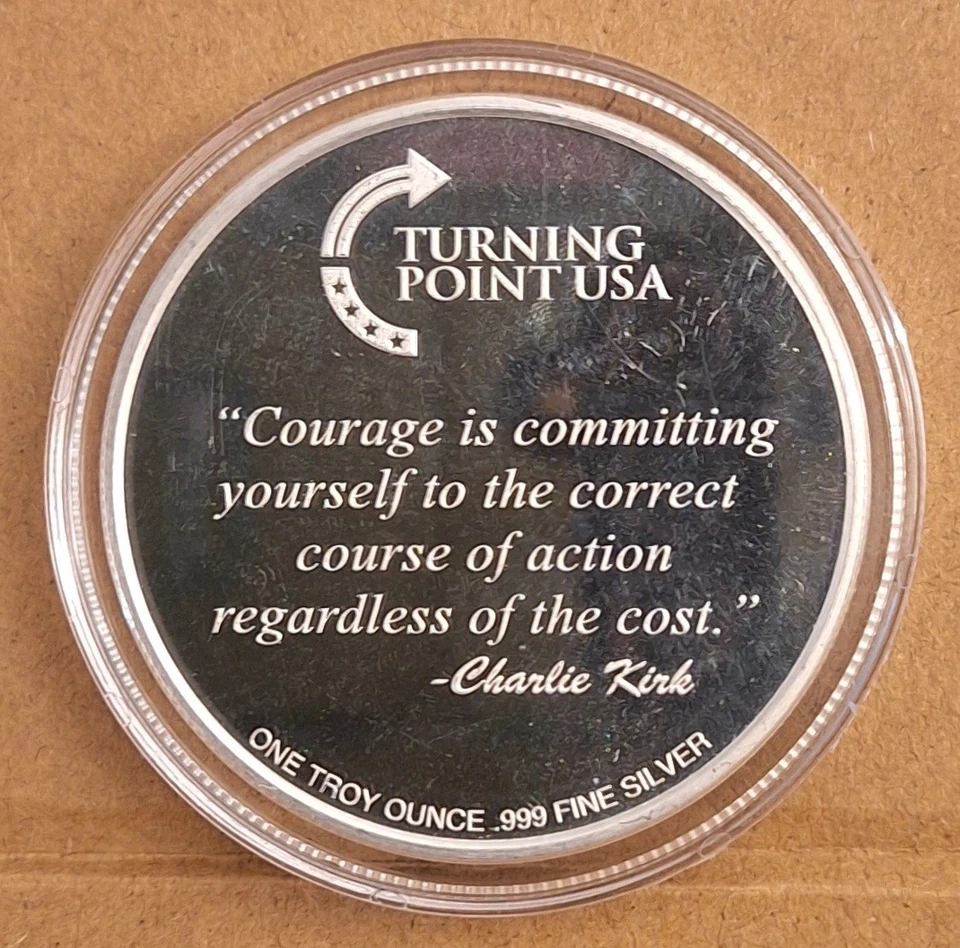 TURNING
POINT USA
“Courage is committing
yourself to the correct
course of action
regardless of the cost.”
-Charlie Kirk
ONE TROY OUNCE .999 FINE SILVER